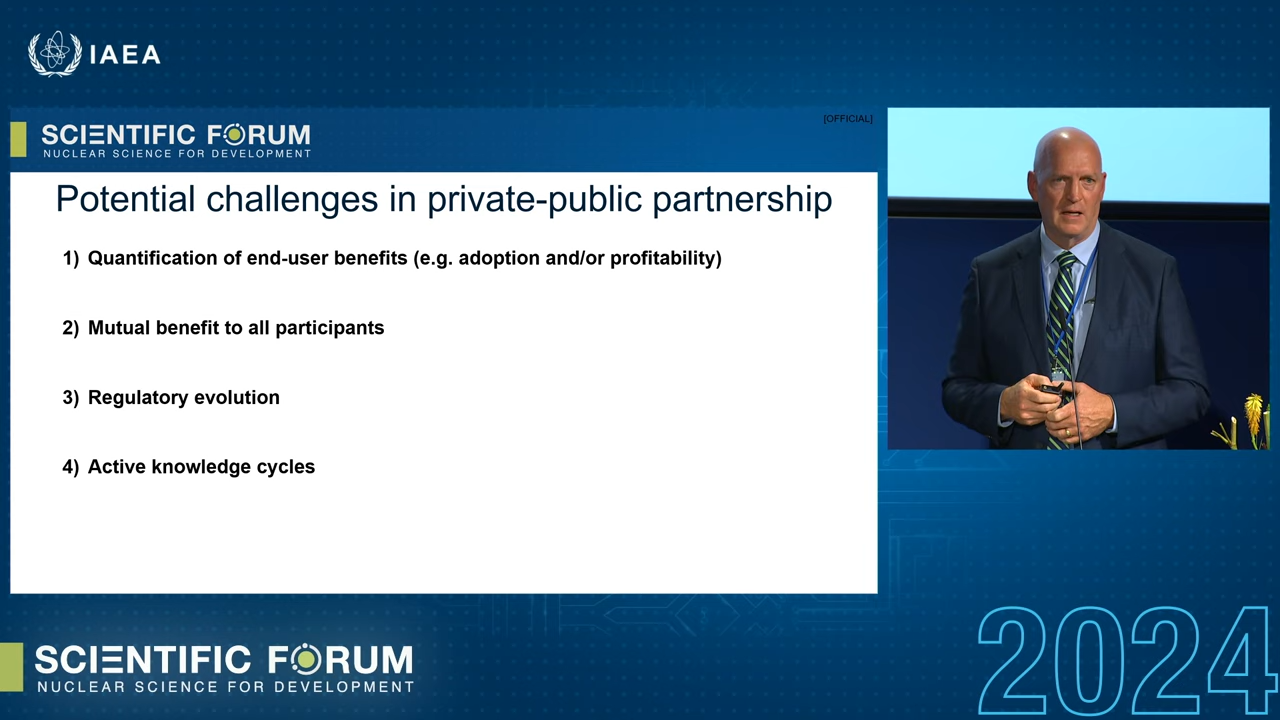 IAEA
SCIENTIFIC FORUM
NUCLEAR SCIENCE FOR DEVELOPMENT
[OFFICIAL]
Potential challenges in private-public partnership
1) Quantification of end-user benefits (e.g. adoption and/or profitability)
2) Mutual benefit to all participants
3) Regulatory evolution
4) Active knowledge cycles
SCIENTIFIC FORUM
NUCLEAR SCIENCE FOR DEVELOPMENT
2024